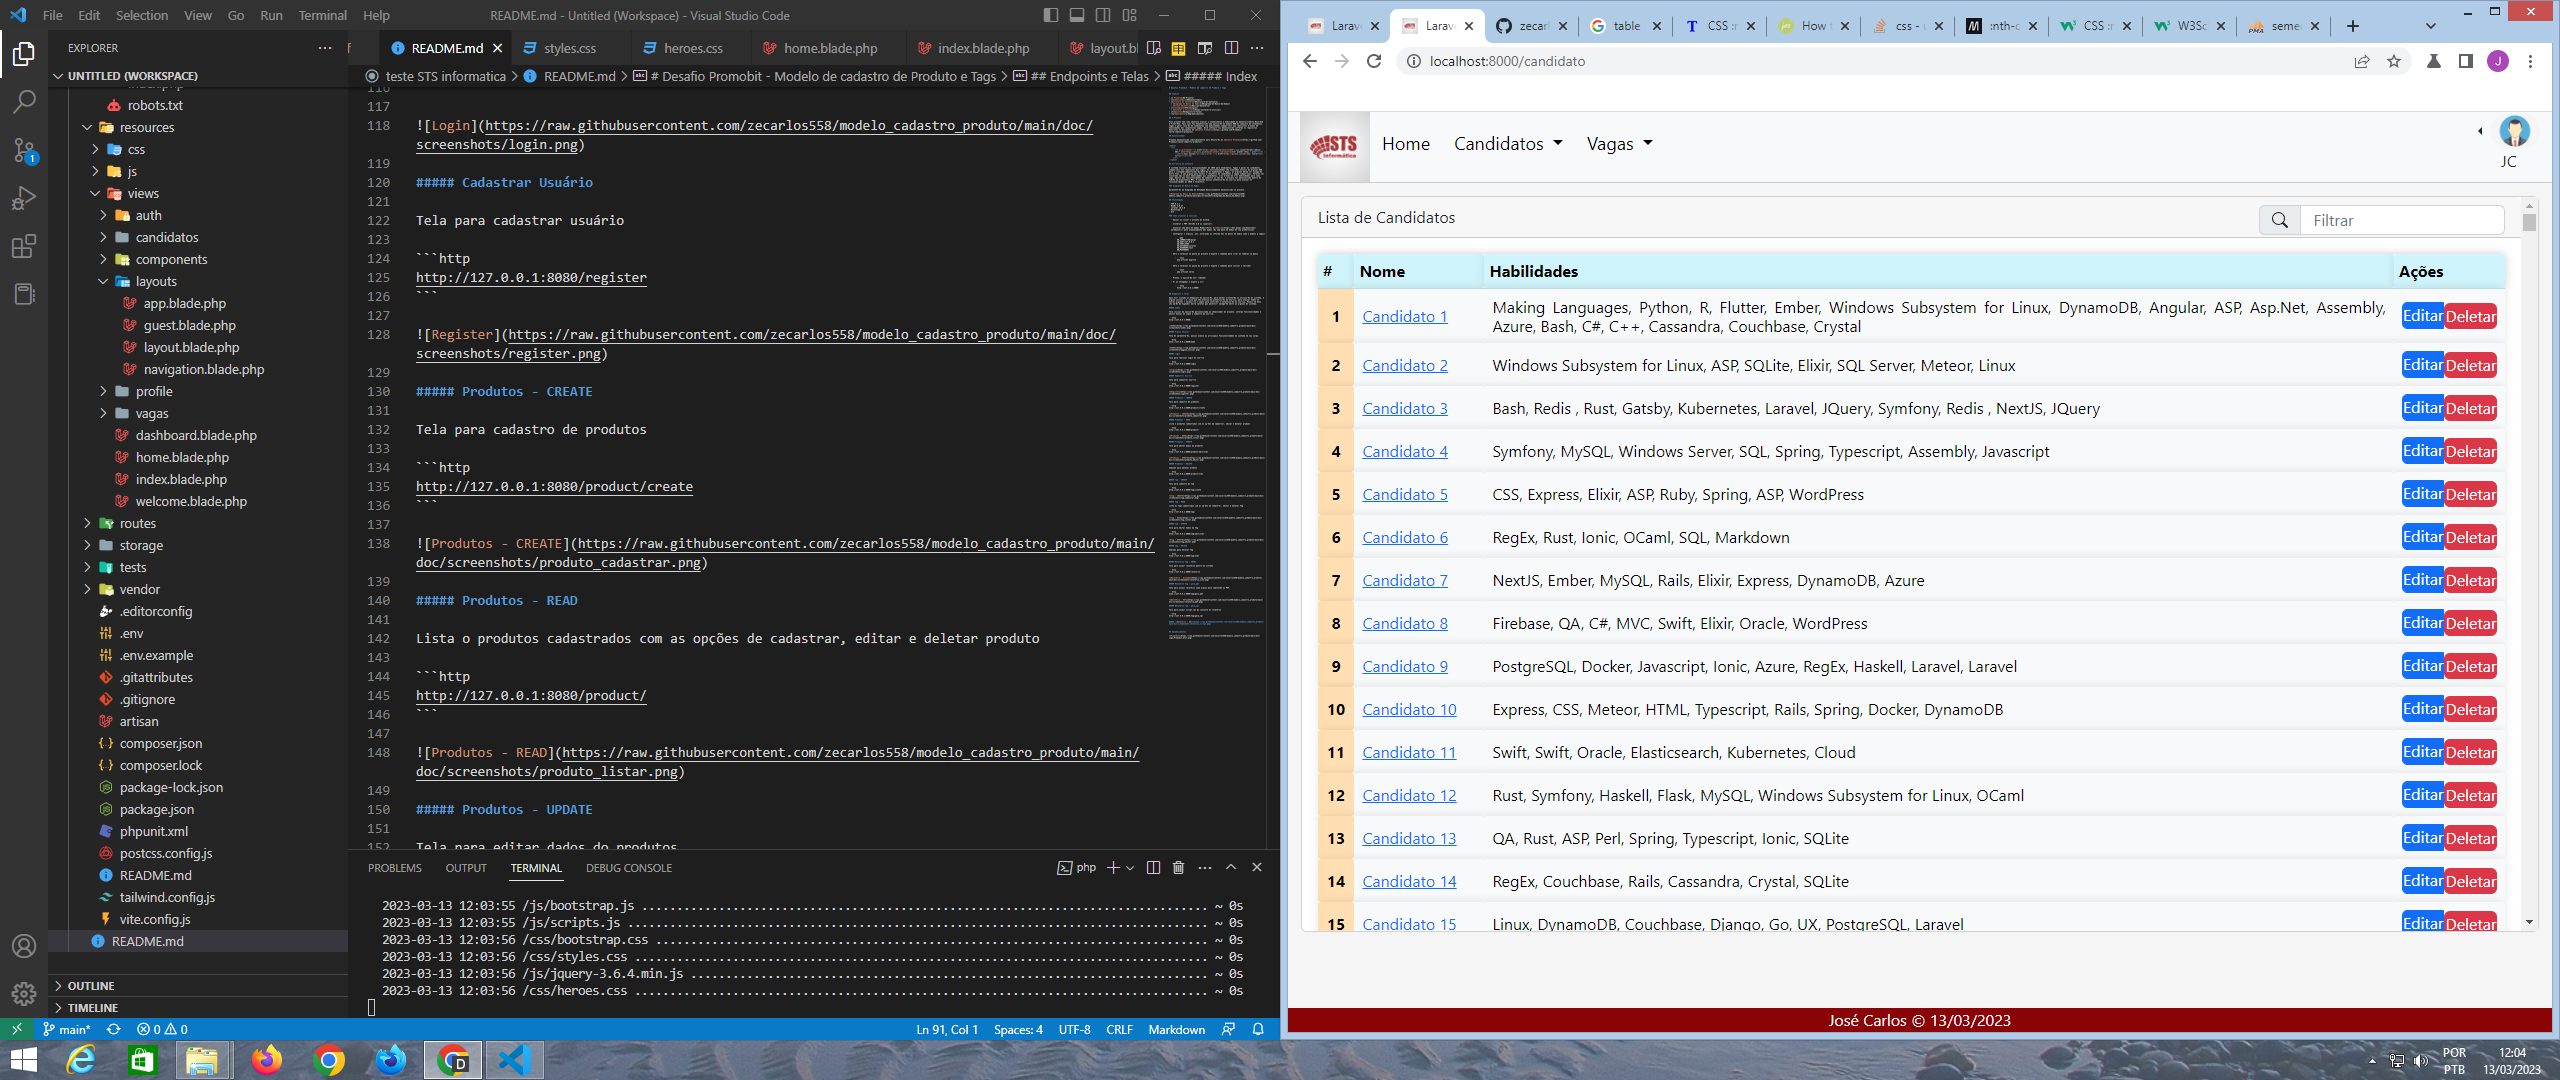 File Edit Selection View Go Run Terminal Help
README.md - Untitled (Workspace) - Visual Studio Code
EXPLORER
UNTITLED (WORKSPACE)
robots.txt
resources
css
js
views
auth
candidatos
components
layouts
app.blade.php
guest.blade.php
layout.blade.php
navigation.blade.php
profile
vagas
dashboard.blade.php
home.blade.php
index.blade.php
welcome.blade.php
routes
storage
tests
vendor
.editorconfig
.env
.env.example
.gitattributes
.gitignore
artisan
composer.json
composer.lock
package-lock.json
package.json
phpunit.xml
postcss.config.js
README.md
tailwind.config.js
vite.config.js
README.md
OUTLINE
TIMELINE
README.md styles.css heroes.css home.blade.php index.blade.php layout.bl
teste STS informatica > README.md > # Desafio Promobit - Modelo de cadastro de Produto e Tags > ## Endpoints e Telas > ##### Index
116
117
118 ![Login](https://raw.githubusercontent.com/zecarlos558/modelo_cadastro_produto/main/doc/
screenshots/login.png)
119
120 ##### Cadastrar Usuário
121
122 Tela para cadastrar usuário
123
124 ```http
125 http://127.0.0.1:8080/register
126 ```
127
128 ![Register](https://raw.githubusercontent.com/zecarlos558/modelo_cadastro_produto/main/doc/
screenshots/register.png)
129
130 ##### Produtos - CREATE
131
132 Tela para cadastro de produtos
133
134 ```http
135 http://127.0.0.1:8080/product/create
136 ```
137
138 ![Produtos - CREATE](https://raw.githubusercontent.com/zecarlos558/modelo_cadastro_produto/main/
doc/screenshots/produto_cadastrar.png)
139
140 ##### Produtos - READ
141
142 Lista o produtos cadastrados com as opções de cadastrar, editar e deletar produto
143
144 ```http
145 http://127.0.0.1:8080/product/
146 ```
147
148 ![Produtos - READ](https://raw.githubusercontent.com/zecarlos558/modelo_cadastro_produto/main/
doc/screenshots/produto_listar.png)
149
150 ##### Produtos - UPDATE
151
152 Tela para editar dados do produtos
PROBLEMS OUTPUT TERMINAL DEBUG CONSOLE
php
2023-03-13 12:03:55 /js/bootstrap.js ~ 0s
2023-03-13 12:03:55 /js/scripts.js ~ 0s
2023-03-13 12:03:56 /css/bootstrap.css ~ 0s
2023-03-13 12:03:56 /css/styles.css ~ 0s
2023-03-13 12:03:56 /js/jquery-3.6.4.min.js ~ 0s
2023-03-13 12:03:56 /css/heroes.css ~ 0s
main* 0 0 Ln 91, Col 1 Spaces: 4 UTF-8 CRLF Markdown
Larave Larave zecarl table CSS :r How css - :nth-c CSS :r W3Sc seme
localhost:8000/candidato
J
STS
Informática
Home Candidatos Vagas
JC
Lista de Candidatos
Filtrar
# Nome Habilidades Ações
1 Candidato 1 Making Languages, Python, R, Flutter, Ember, Windows Subsystem for Linux, DynamoDB, Angular, ASP, Asp.Net, Assembly,
Azure, Bash, C#, C++, Cassandra, Couchbase, Crystal Editar Deletar
2 Candidato 2 Windows Subsystem for Linux, ASP, SQLite, Elixir, SQL Server, Meteor, Linux Editar Deletar
3 Candidato 3 Bash, Redis , Rust, Gatsby, Kubernetes, Laravel, JQuery, Symfony, Redis , NextJS, JQuery Editar Deletar
4 Candidato 4 Symfony, MySQL, Windows Server, SQL, Spring, Typescript, Assembly, Javascript Editar Deletar
5 Candidato 5 CSS, Express, Elixir, ASP, Ruby, Spring, ASP, WordPress Editar Deletar
6 Candidato 6 RegEx, Rust, Ionic, OCaml, SQL, Markdown Editar Deletar
7 Candidato 7 NextJS, Ember, MySQL, Rails, Elixir, Express, DynamoDB, Azure Editar Deletar
8 Candidato 8 Firebase, QA, C#, MVC, Swift, Elixir, Oracle, WordPress Editar Deletar
9 Candidato 9 PostgreSQL, Docker, Javascript, Ionic, Azure, RegEx, Haskell, Laravel, Laravel Editar Deletar
10 Candidato 10 Express, CSS, Meteor, HTML, Typescript, Rails, Spring, Docker, DynamoDB Editar Deletar
11 Candidato 11 Swift, Swift, Oracle, Elasticsearch, Kubernetes, Cloud Editar Deletar
12 Candidato 12 Rust, Symfony, Haskell, Flask, MySQL, Windows Subsystem for Linux, OCaml Editar Deletar
13 Candidato 13 QA, Rust, ASP, Perl, Spring, Typescript, Ionic, SQLite Editar Deletar
14 Candidato 14 RegEx, Couchbase, Rails, Cassandra, Crystal, SQLite Editar Deletar
15 Candidato 15 Linux, DynamoDB, Couchbase, Django, Go, UX, PostgreSQL, Laravel Editar Deletar
José Carlos © 13/03/2023
POR
PTB
12:04
13/03/2023